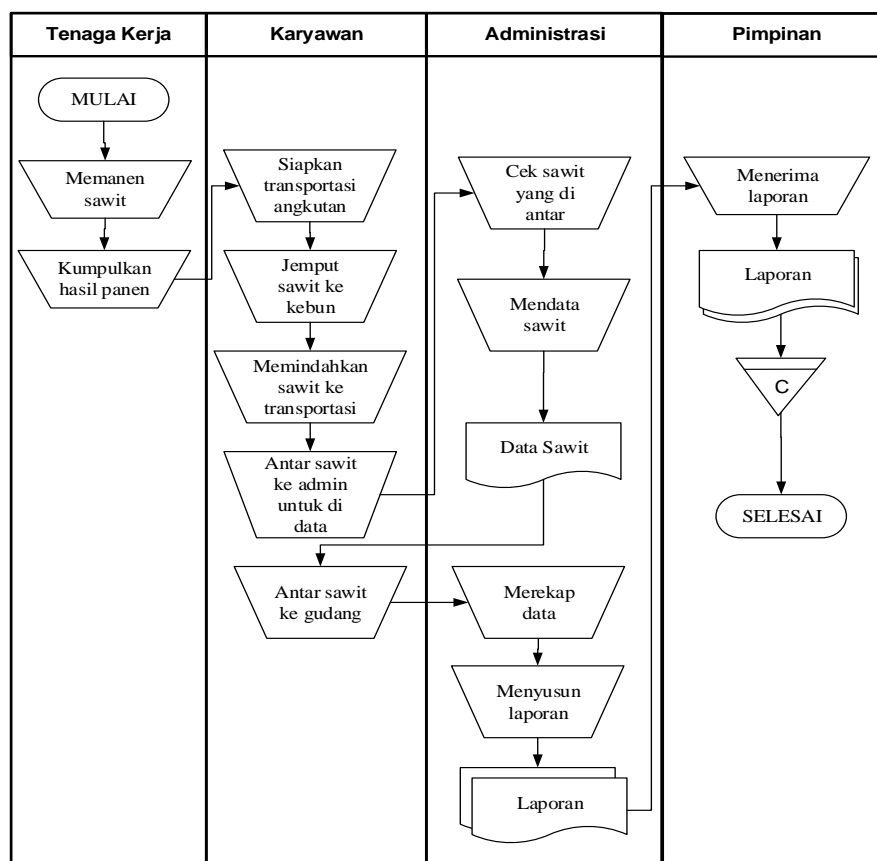 Tenaga Kerja
Karyawan
Administrasi
Pimpinan
MULAI
Memanen
sawit
Kumpulkan
hasil panen
Siapkan
transportasi
angkutan
Jemput
sawit ke
kebun
Memindahkan
sawit ke
transportasi
Antar sawit
ke admin
untuk di
data
Antar sawit
ke gudang
Cek sawit
yang di
antar
Mendata
sawit
Data Sawit
Merekap
data
Menyusun
laporan
Laporan
Menerima
laporan
Laporan
C
SELESAI